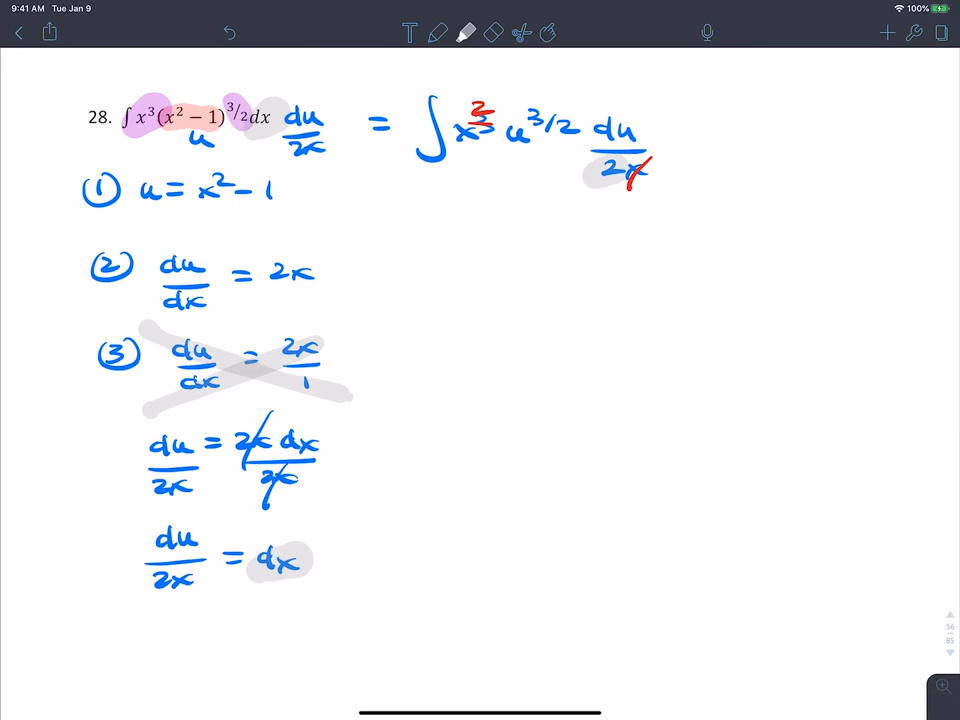 9:41 AM Tue Jan 9
100%
28. ∫ x³(x² − 1)^3/2 dx du/2x = ∫ x^3 2 u^3/2 du/2x
u
① u = x² − 1
② du/dx = 2x
③ du/dx = 2x/1
du/2x = 2x dx/2x
du/2x = dx
56
85